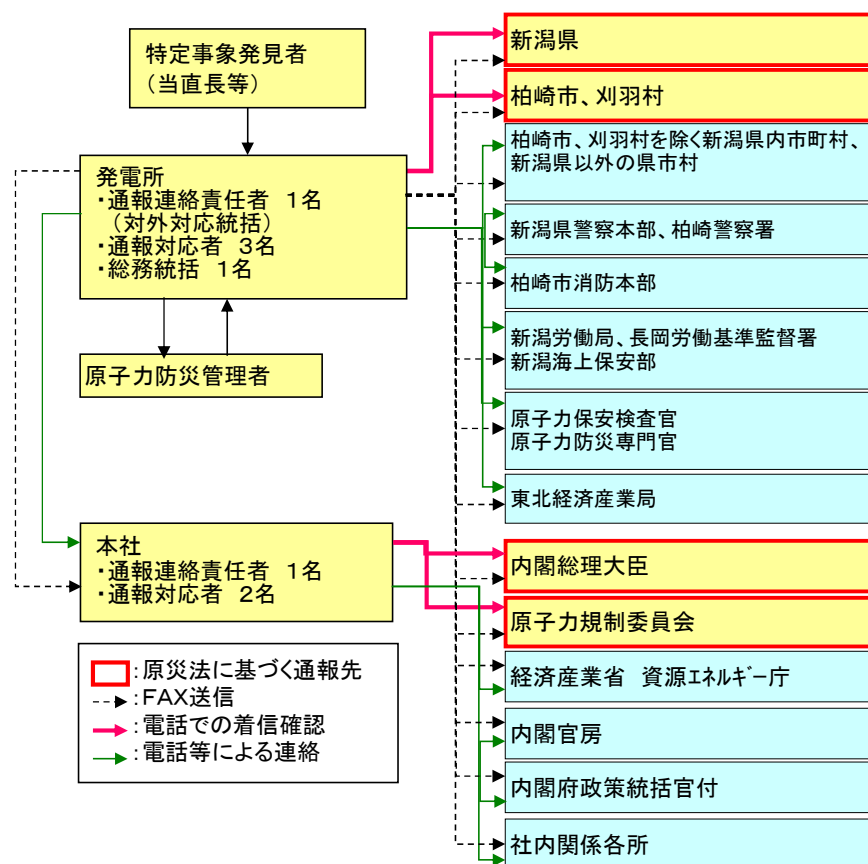 特定事象発見者
(当直長等)
発電所
・通報連絡責任者 1名
(対外対応統括)
・通報対応者 3名
・総務統括 1名
原子力防災管理者
本社
・通報連絡責任者 1名
・通報対応者 2名
:原災法に基づく通報先
:FAX送信
:電話での着信確認
:電話等による連絡
新潟県
柏崎市、刈羽村
柏崎市、刈羽村を除く新潟県内市町村、
新潟県以外の県市村
新潟県警察本部、柏崎警察署
柏崎市消防本部
新潟労働局、長岡労働基準監督署
新潟海上保安部
原子力保安検査官
原子力防災専門官
東北経済産業局
内閣総理大臣
原子力規制委員会
経済産業省 資源エネルギー庁
内閣官房
内閣府政策統括官付
社内関係各所